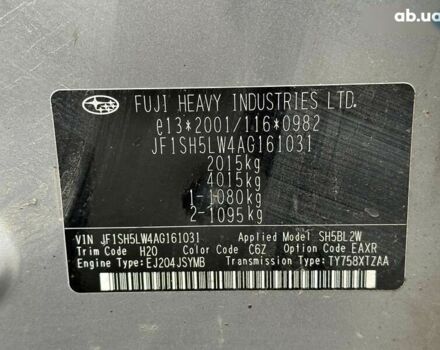 ab.ua
FUJI HEAVY INDUSTRIES LTD.
e13*2001/116*0982
JF1SH5LW4AG161031
2015kg
4015kg
1-1080kg
2-1095kg
VIN JF1SH5LW4AG161031 Applied Model SH5BL2W
Trim Code H20 Color Code C6Z Option Code EAXR
Engine Type:EJ204JSYMB Transmission Type:TY758XTZAA